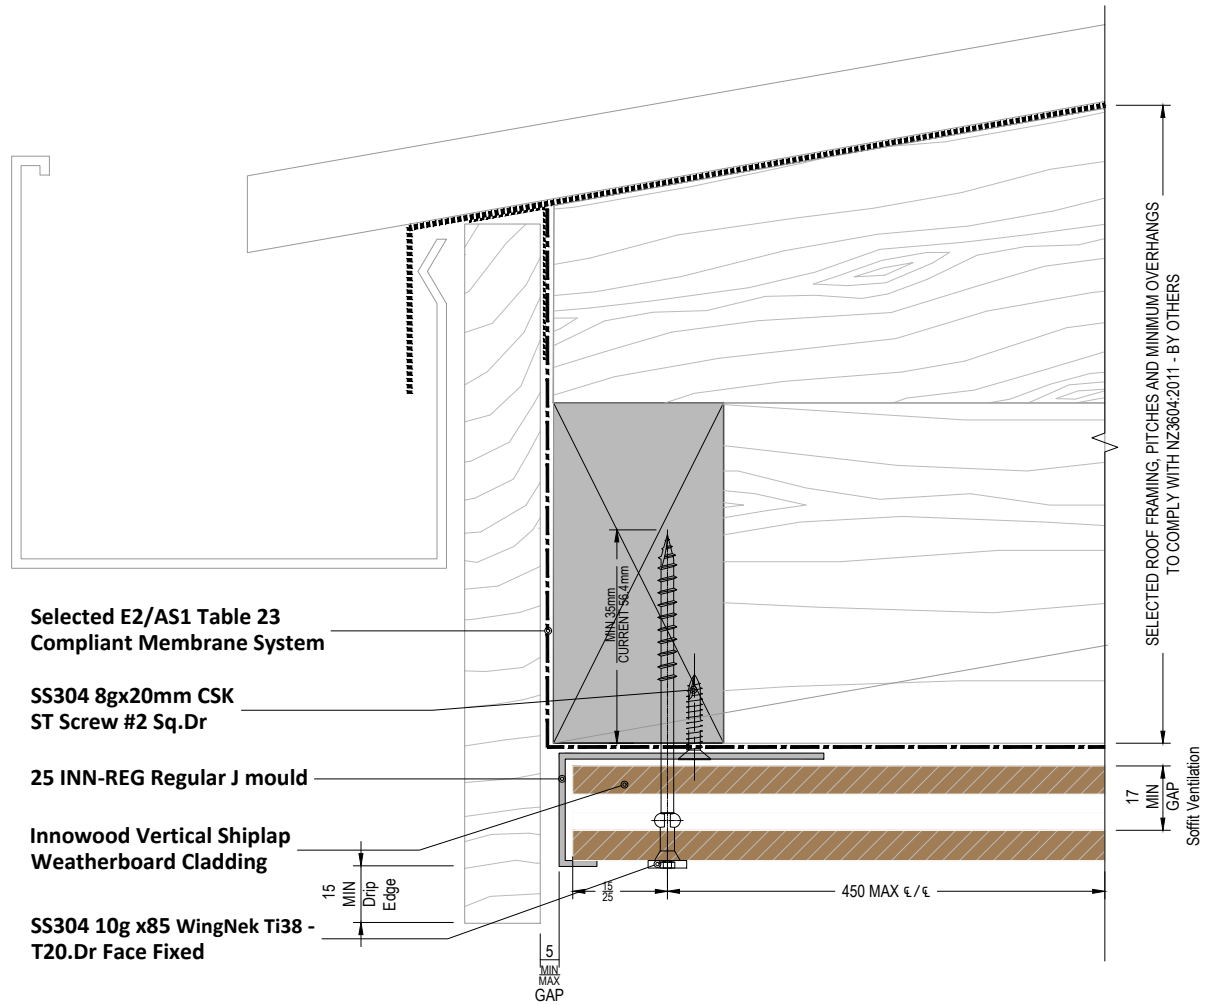 SELECTED ROOF FRAMING, PITCHES AND MINIMUM OVERHANGS
TO COMPLY WITH NZ3604:2011 - BY OTHERS
MIN 35mm
CURRENT 56.4mm
Selected E2/AS1 Table 23
Compliant Membrane System
SS304 8gx20mm CSK
ST Screw #2 Sq.Dr
25 INN-REG Regular J mould
Innowood Vertical Shiplap
Weatherboard Cladding
SS304 10g x85 WingNek Ti38 -
T20.Dr Face Fixed
15
MIN
Drip
Edge
5
MIN
MAX
GAP
15
25
450 MAX ℄/℄
17
MIN
GAP
Soffit Ventilation